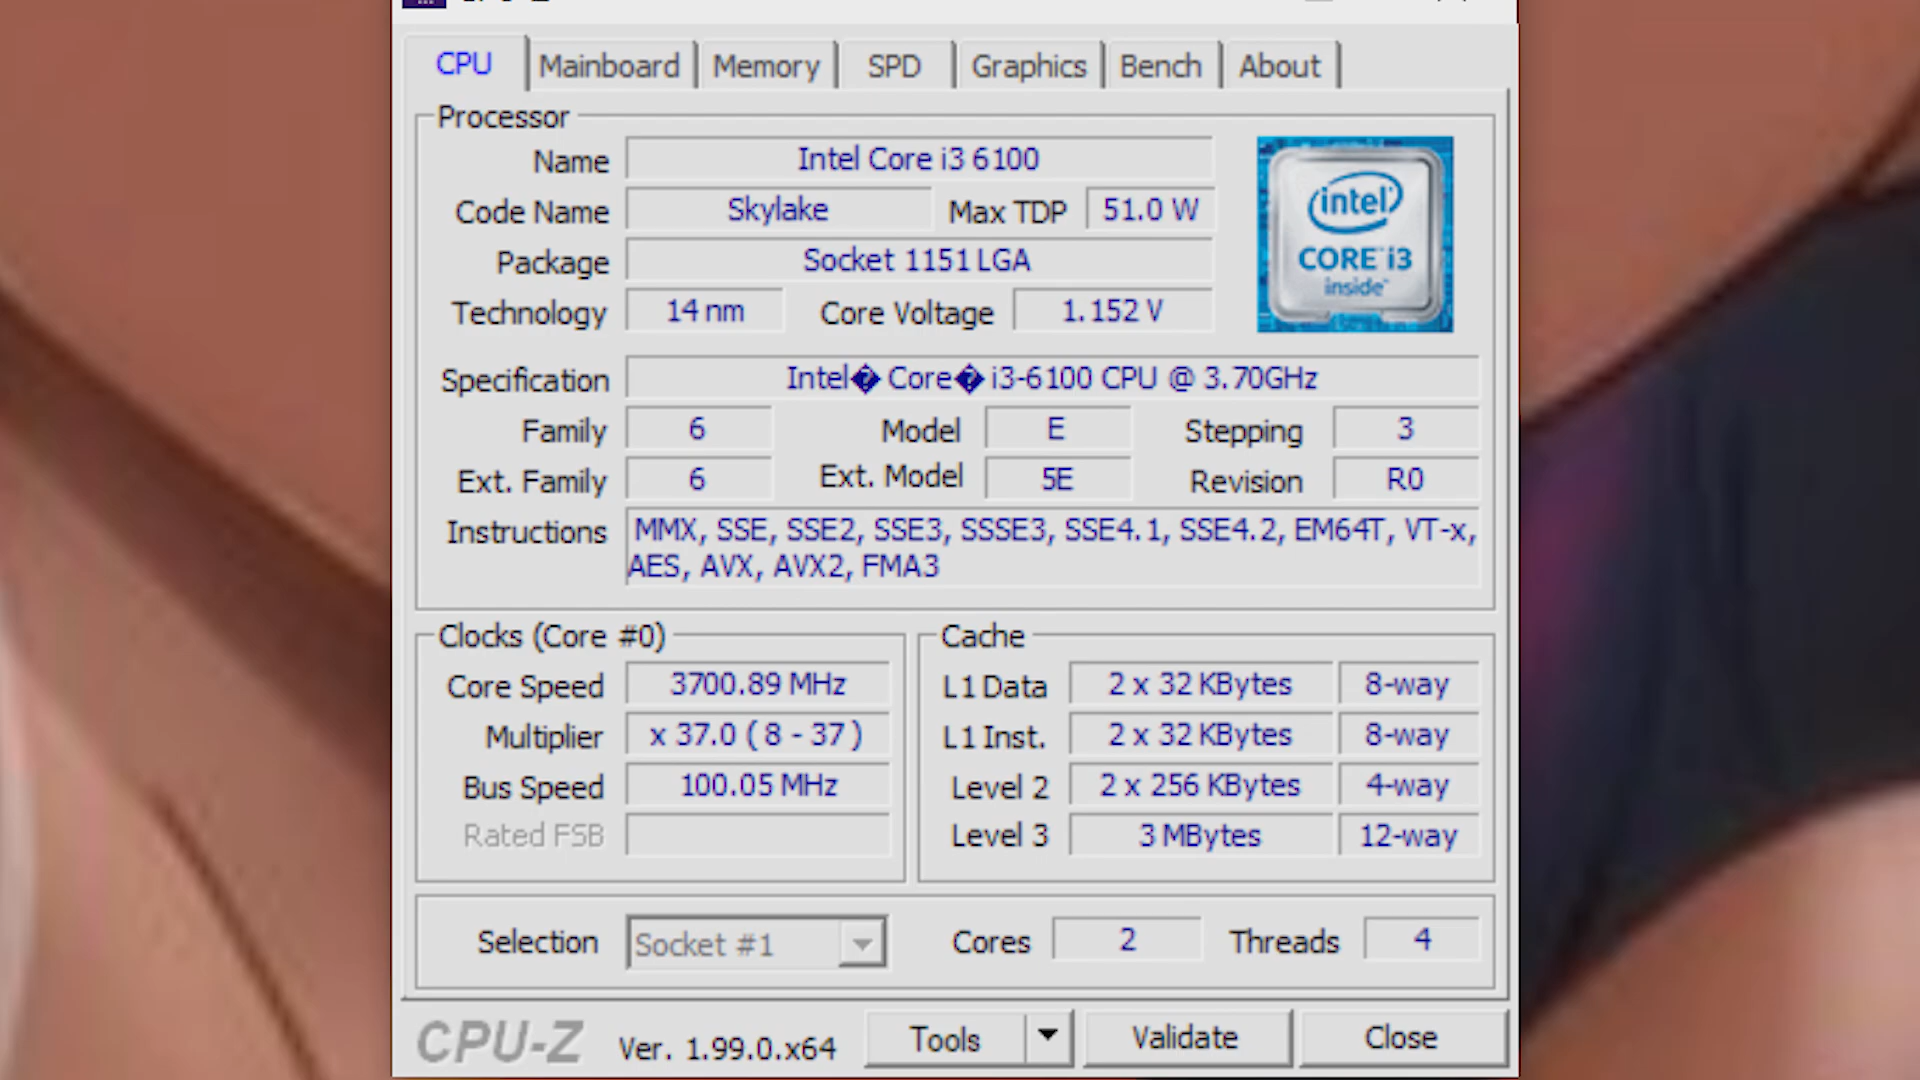 CPU Mainboard Memory SPD Graphics Bench About
Processor
Name Intel Core i3 6100
Code Name Skylake Max TDP 51.0 W
Package Socket 1151 LGA
Technology 14 nm Core Voltage 1.152 V
intel
CORE i3
inside
Specification Intel� Core� i3-6100 CPU @ 3.70GHz
Family 6 Model E Stepping 3
Ext. Family 6 Ext. Model 5E Revision R0
Instructions MMX, SSE, SSE2, SSE3, SSSE3, SSE4.1, SSE4.2, EM64T, VT-x,
AES, AVX, AVX2, FMA3
Clocks (Core #0)
Core Speed 3700.89 MHz
Multiplier x 37.0 ( 8 - 37 )
Bus Speed 100.05 MHz
Rated FSB
Cache
L1 Data 2 x 32 KBytes 8-way
L1 Inst. 2 x 32 KBytes 8-way
Level 2 2 x 256 KBytes 4-way
Level 3 3 MBytes 12-way
Selection Socket #1 Cores 2 Threads 4
CPU-Z Ver. 1.99.0.x64 Tools Validate Close